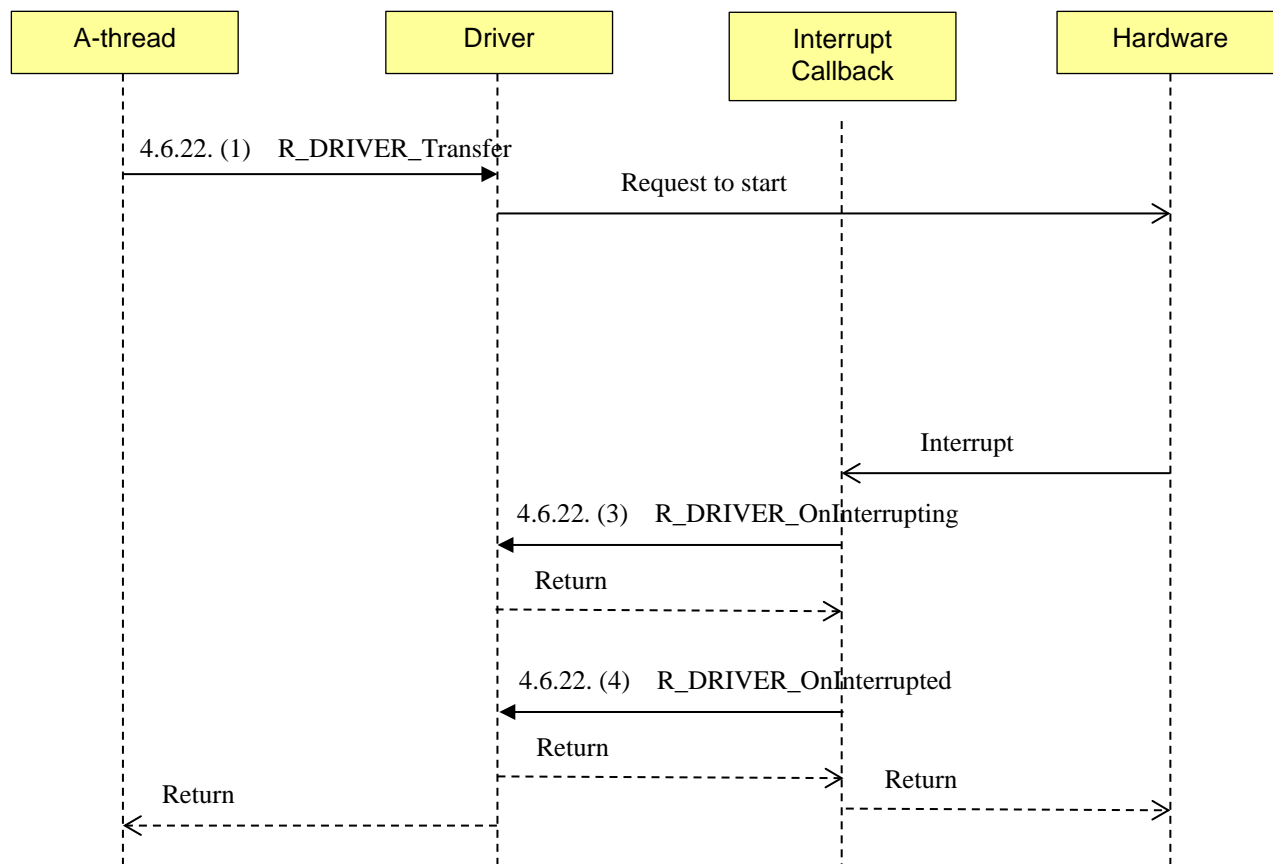 A-thread
Driver
Interrupt
Callback
Hardware
4.6.22. (1) R_DRIVER_Transfer
Request to start
Interrupt
4.6.22. (3) R_DRIVER_OnInterrupting
Return
4.6.22. (4) R_DRIVER_OnInterrupted
Return
Return
Return